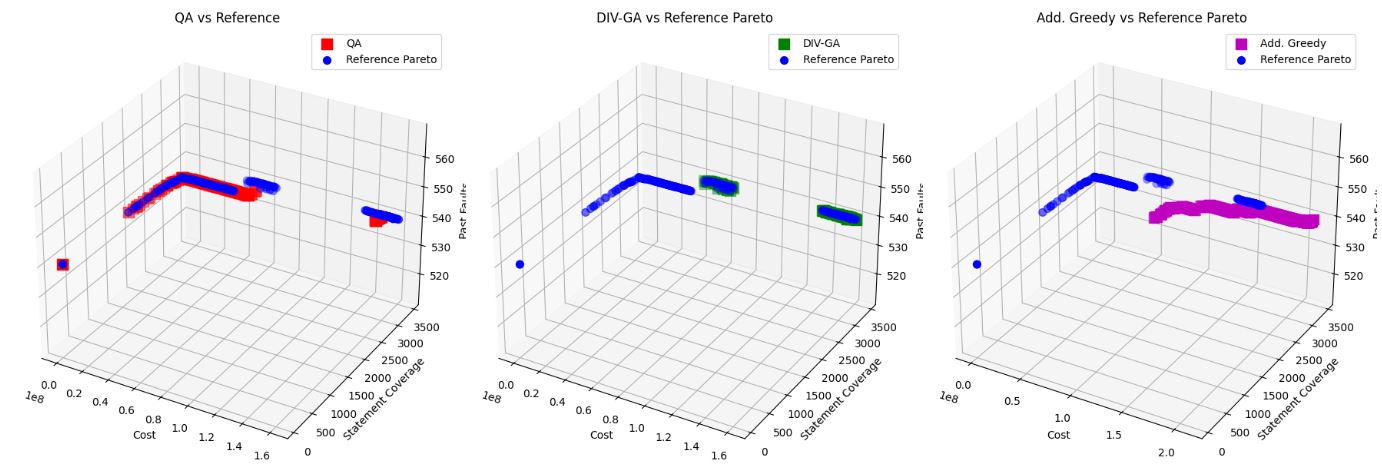 QA vs Reference
QA
Reference Pareto
560
550
540
530
520
Past Faults
3500
3000
2500
2000
1500
1000
500
0
Statement Coverage
0.0
0.2
0.4
0.6
0.8
1.0
1.2
1.4
1.6
1e8
Cost
DIV-GA vs Reference Pareto
DIV-GA
Reference Pareto
560
550
540
530
520
Past Faults
3500
3000
2500
2000
1500
1000
500
0
Statement Coverage
0.0
0.2
0.4
0.6
0.8
1.0
1.2
1.4
1.6
1e8
Cost
Add. Greedy vs Reference Pareto
Add. Greedy
Reference Pareto
560
550
540
530
520
Past Faults
3500
3000
2500
2000
1500
1000
500
0
Statement Coverage
0.0
0.5
1.0
1.5
2.0
1e8
Cost